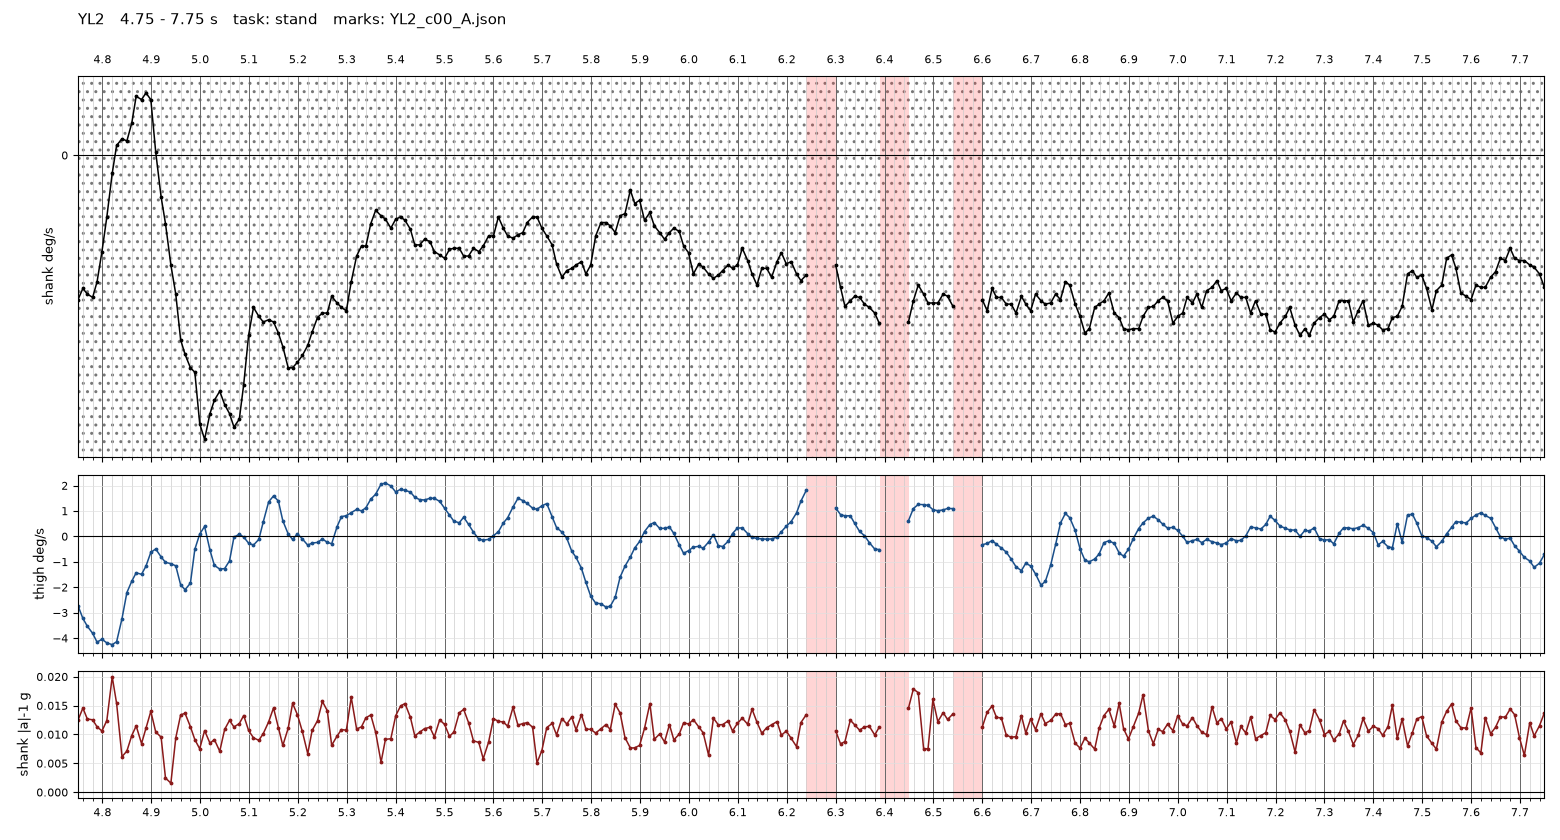 YL2   4.75 - 7.75 s   task: stand   marks: YL2_c00_A.json
4.8 4.9 5.0 5.1 5.2 5.3 5.4 5.5 5.6 5.7 5.8 5.9 6.0 6.1 6.2 6.3 6.4 6.5 6.6 6.7 6.8 6.9 7.0 7.1 7.2 7.3 7.4 7.5 7.6 7.7
0
shank deg/s
2
1
0
−1
−2
−3
−4
thigh deg/s
0.020
0.015
0.010
0.005
0.000
shank |a|-1 g
4.8 4.9 5.0 5.1 5.2 5.3 5.4 5.5 5.6 5.7 5.8 5.9 6.0 6.1 6.2 6.3 6.4 6.5 6.6 6.7 6.8 6.9 7.0 7.1 7.2 7.3 7.4 7.5 7.6 7.7